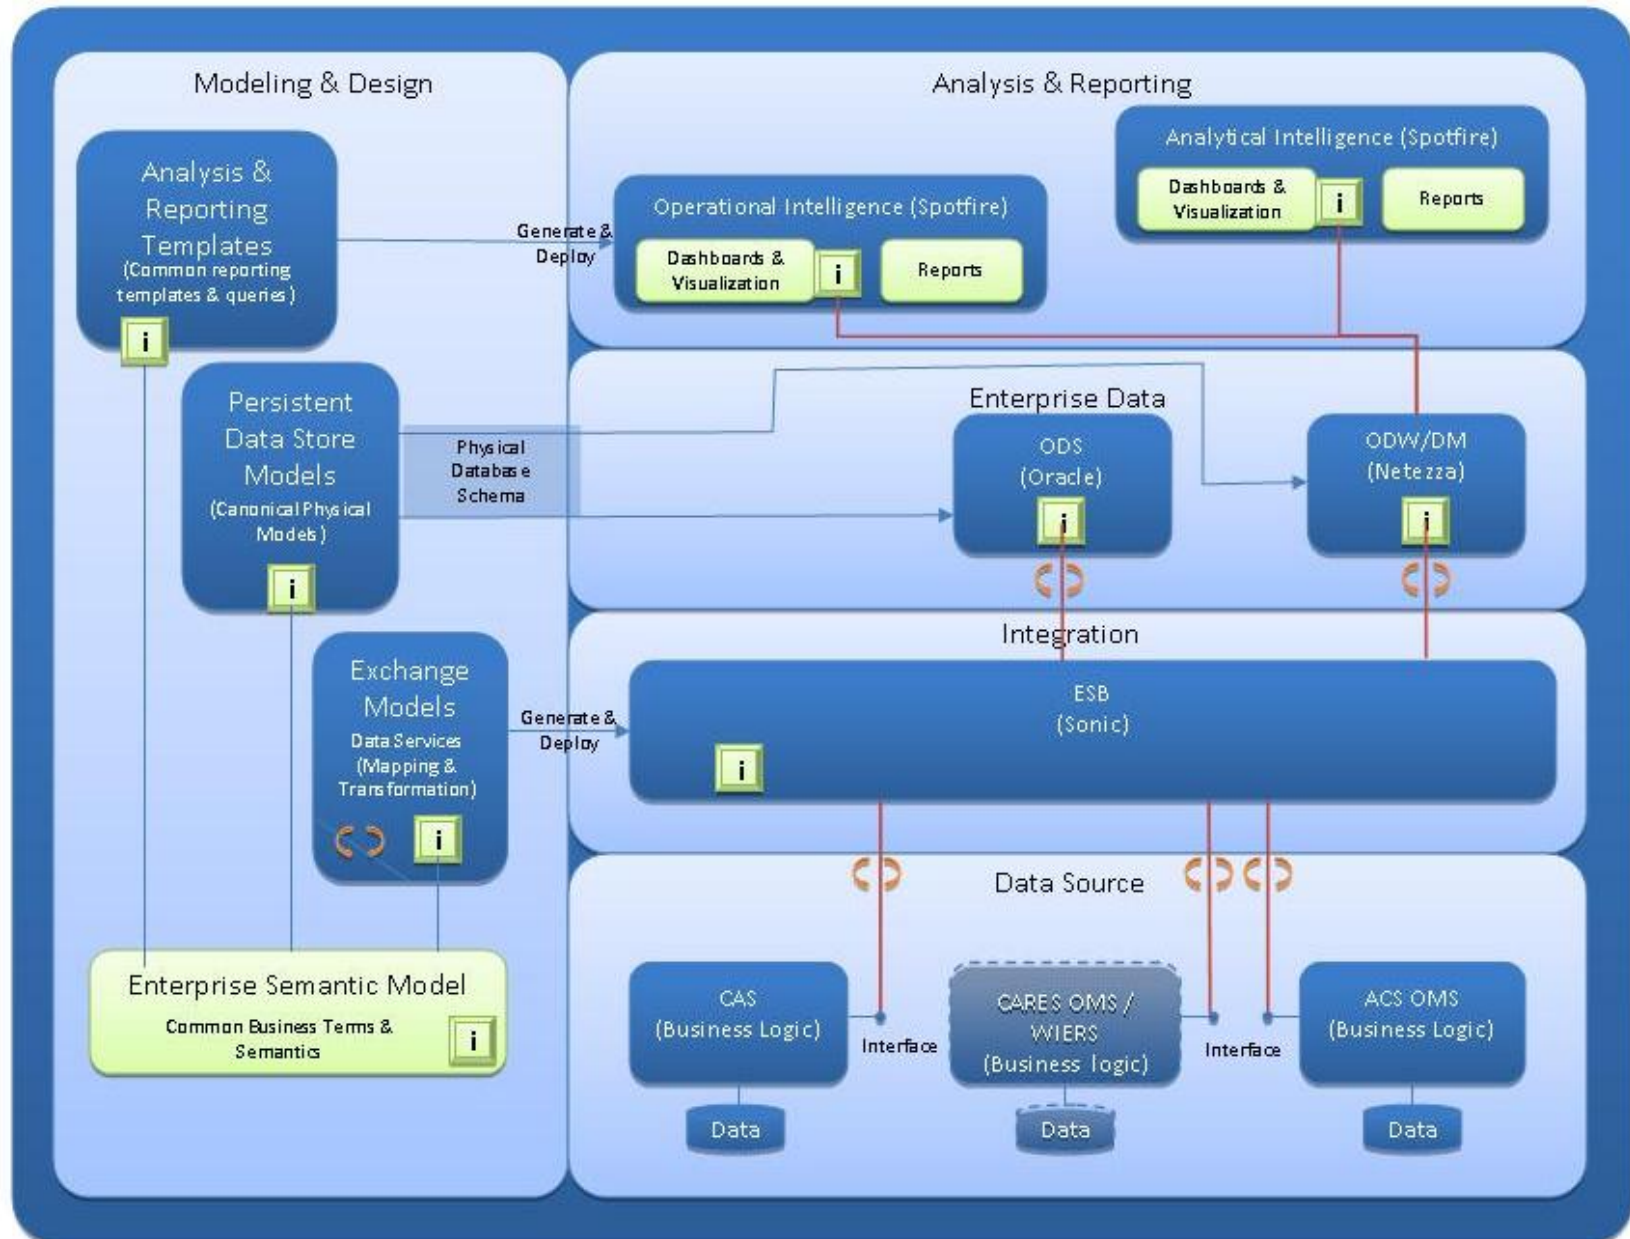 Modeling & Design
Analysis &
Reporting
Templates
(Common reporting
templates & queries)
i
Persistent
Data Store
Models
(Canonical Physical
Models)
i
Exchange
Models
Data Services
(Mapping &
Transformation)
i
Enterprise Semantic Model
Common Business Terms &
Semantics
i
Generate &
Deploy
Physical
Database
Schema
Generate &
Deploy
Analysis & Reporting
Operational Intelligence (Spotfire)
Dashboards &
Visualization
i
Reports
Analytical Intelligence (Spotfire)
Dashboards &
Visualization
i
Reports
Enterprise Data
ODS
(Oracle)
i
ODW/DM
(Netezza)
i
Integration
ESB
(Sonic)
i
Data Source
CAS
(Business Logic)
Interface
CARES OMS /
WIERS
(Business logic)
Interface
ACS OMS
(Business Logic)
Data
Data
Data